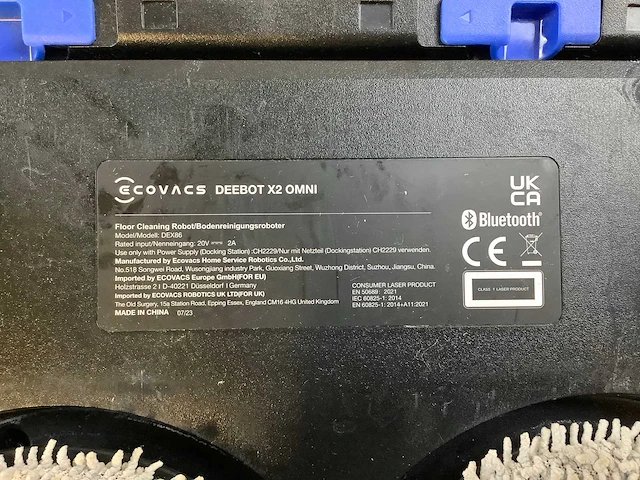 ECOVACS DEEBOT X2 OMNI
Floor Cleaning Robot/Bodenreinigungsroboter
Model/Modell: DEX86
Rated input/Nenneingang: 20V 2A
Use only with Power Supply (Docking Station) :CH2229/Nur mit Netzteil (Dockingstation) CH2229 verwenden.
Manufactured by Ecovacs Home Service Robotics Co.,Ltd.
No.518 Songwei Road, Wusongjiang industry Park, Guoxiang Street, Wuzhong District, Suzhou, Jiangsu, China.
Imported by ECOVACS Europe GmbH(FOR EU)
Holzstrasse 2 I D-40221 Düsseldorf I Germany
Imported by ECOVACS ROBOTICS UK LTD(FOR UK)
The Old Surgery, 15a Station Road, Epping Essex, England CM16 4HG United Kingdom
MADE IN CHINA 07/23
CONSUMER LASER PRODUCT
EN 50689: 2021
IEC 60825-1: 2014
EN 60825-1: 2014+A11:2021
UK
CA
Bluetooth®
CE
CLASS 1 LASER PRODUCT